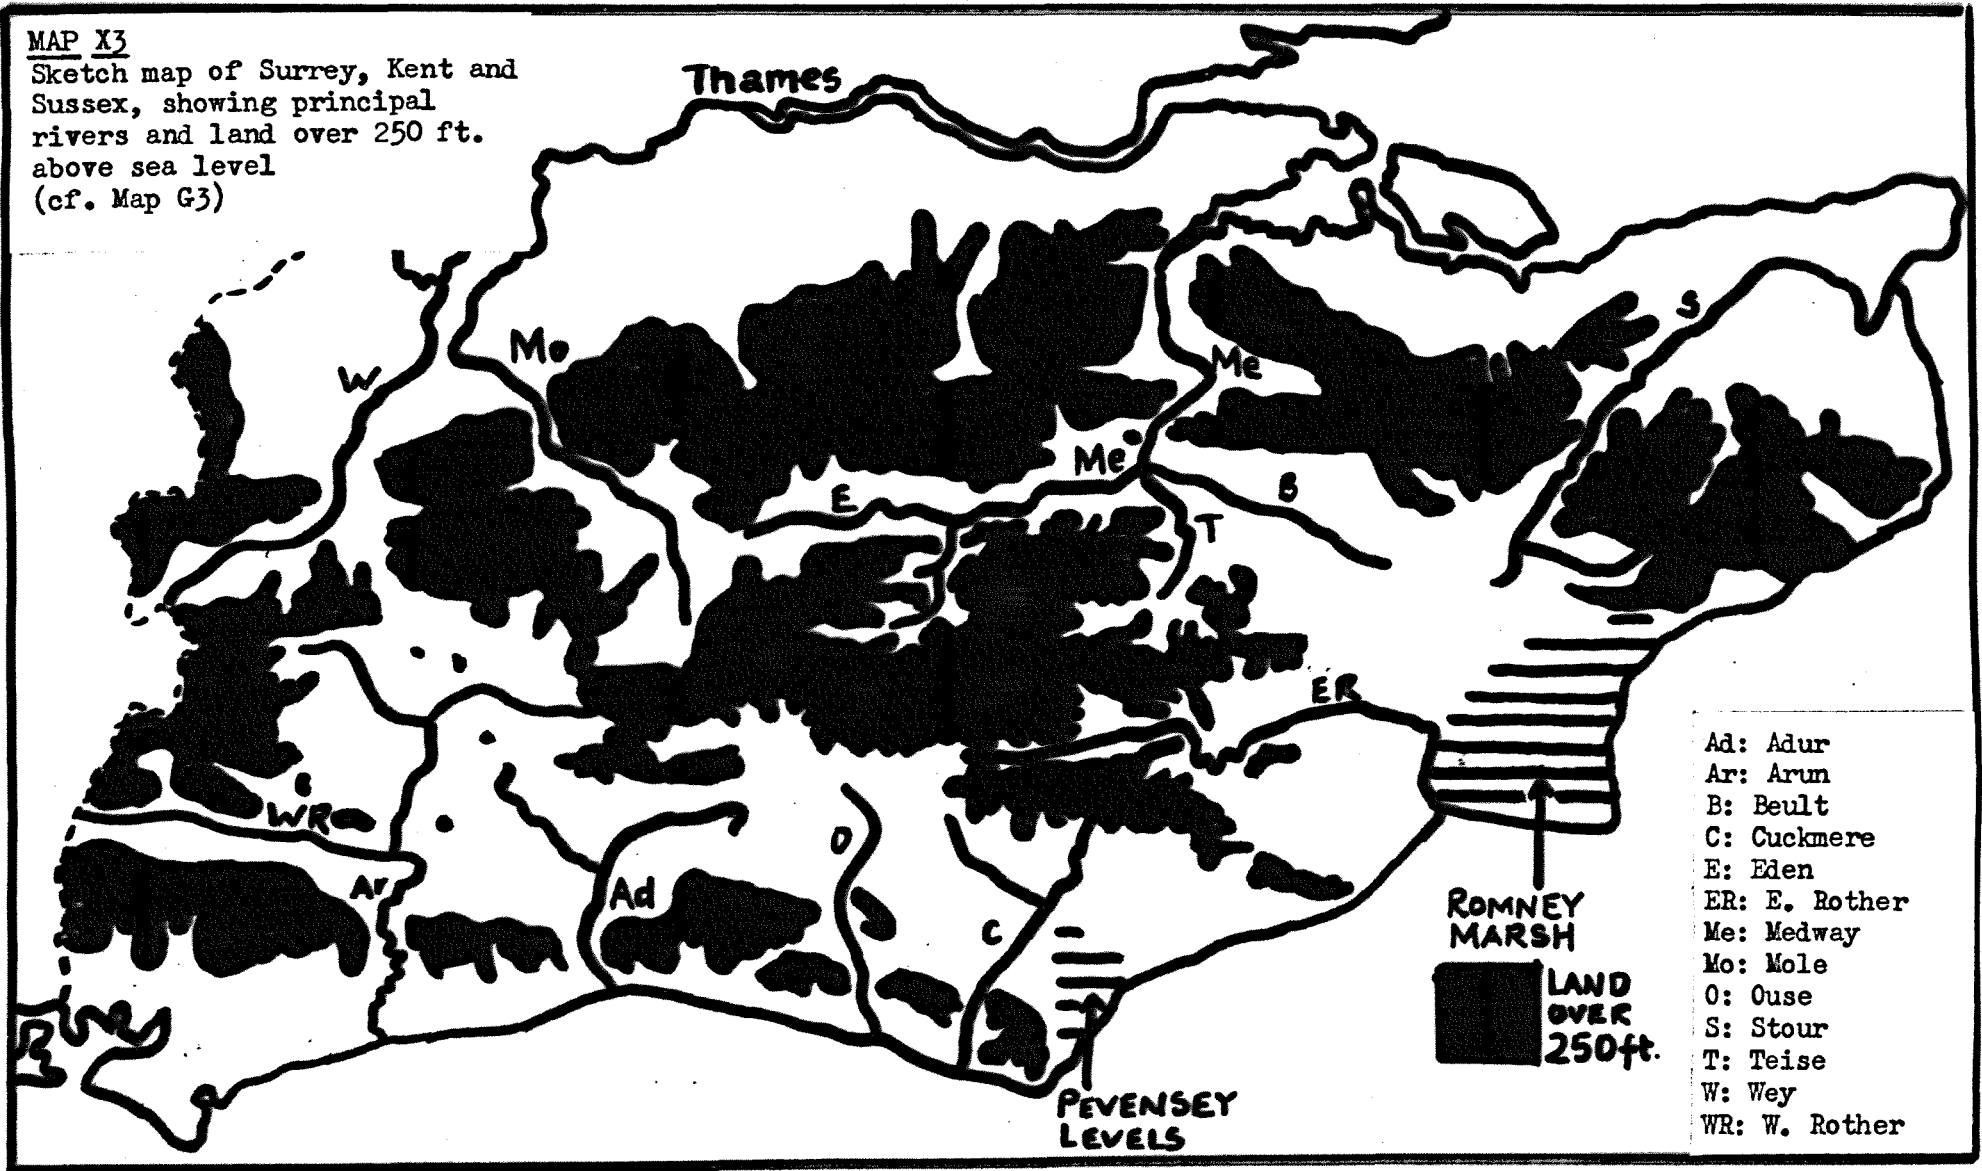 MAP X3
Sketch map of Surrey, Kent and
Sussex, showing principal
rivers and land over 250 ft.
above sea level
(cf. Map G3)
Thames
Mo
W
S
Me
Me
E
B
T
ER
WR
Ar
Ad
O
C
ROMNEY
MARSH
LAND
OVER
250ft.
PEVENSEY
LEVELS
Ad: Adur
Ar: Arun
B: Beult
C: Cuckmere
E: Eden
ER: E. Rother
Me: Medway
Mo: Mole
O: Ouse
S: Stour
T: Teise
W: Wey
WR: W. Rother